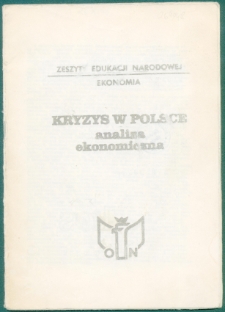 ZESZYTY EDUKACJI NARODOWEJ
EKONOMIA
KRYZYS W POLSCE
analiza
ekonomiczna
O N